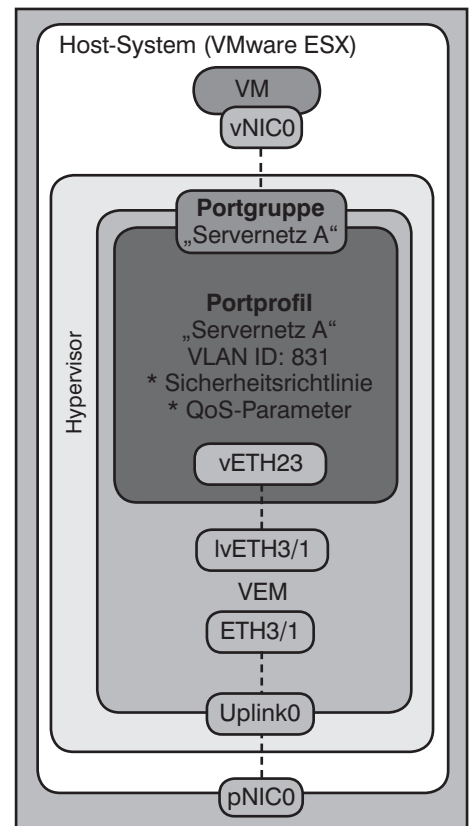 Host-System (VMware ESX)
VM
vNIC0
Hypervisor
Portgruppe
„Servernetz A“
Portprofil
„Servernetz A“
VLAN ID: 831
* Sicherheitsrichtlinie
* QoS-Parameter
vETH23
lvETH3/1
VEM
ETH3/1
Uplink0
pNIC0